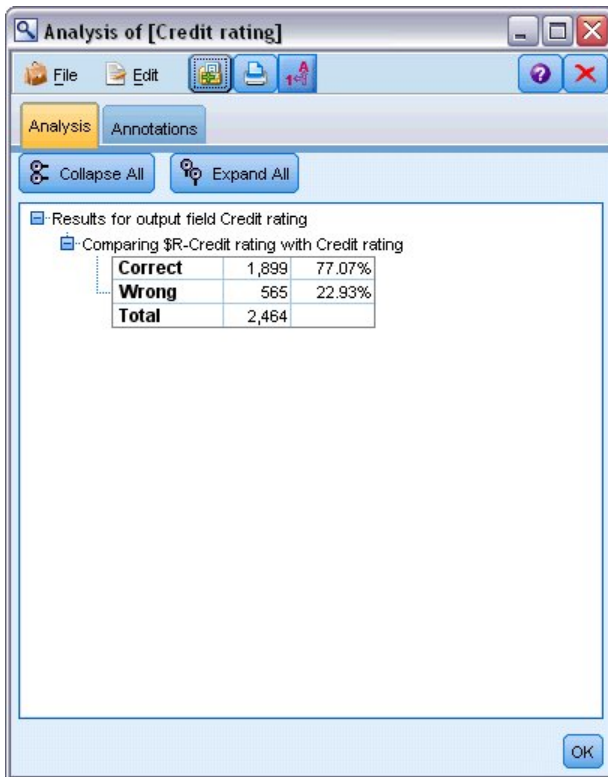 Analysis of [Credit rating]
File Edit
Analysis Annotations
Collapse All Expand All
Results for output field Credit rating
Comparing $R-Credit rating with Credit rating
Correct 1,899 77.07%
Wrong 565 22.93%
Total 2,464
OK